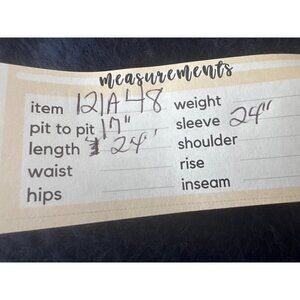 measurements
item 121A48
pit to pit 17"
length 24"
waist
hips
weight
sleeve 24"
shoulder
rise
inseam